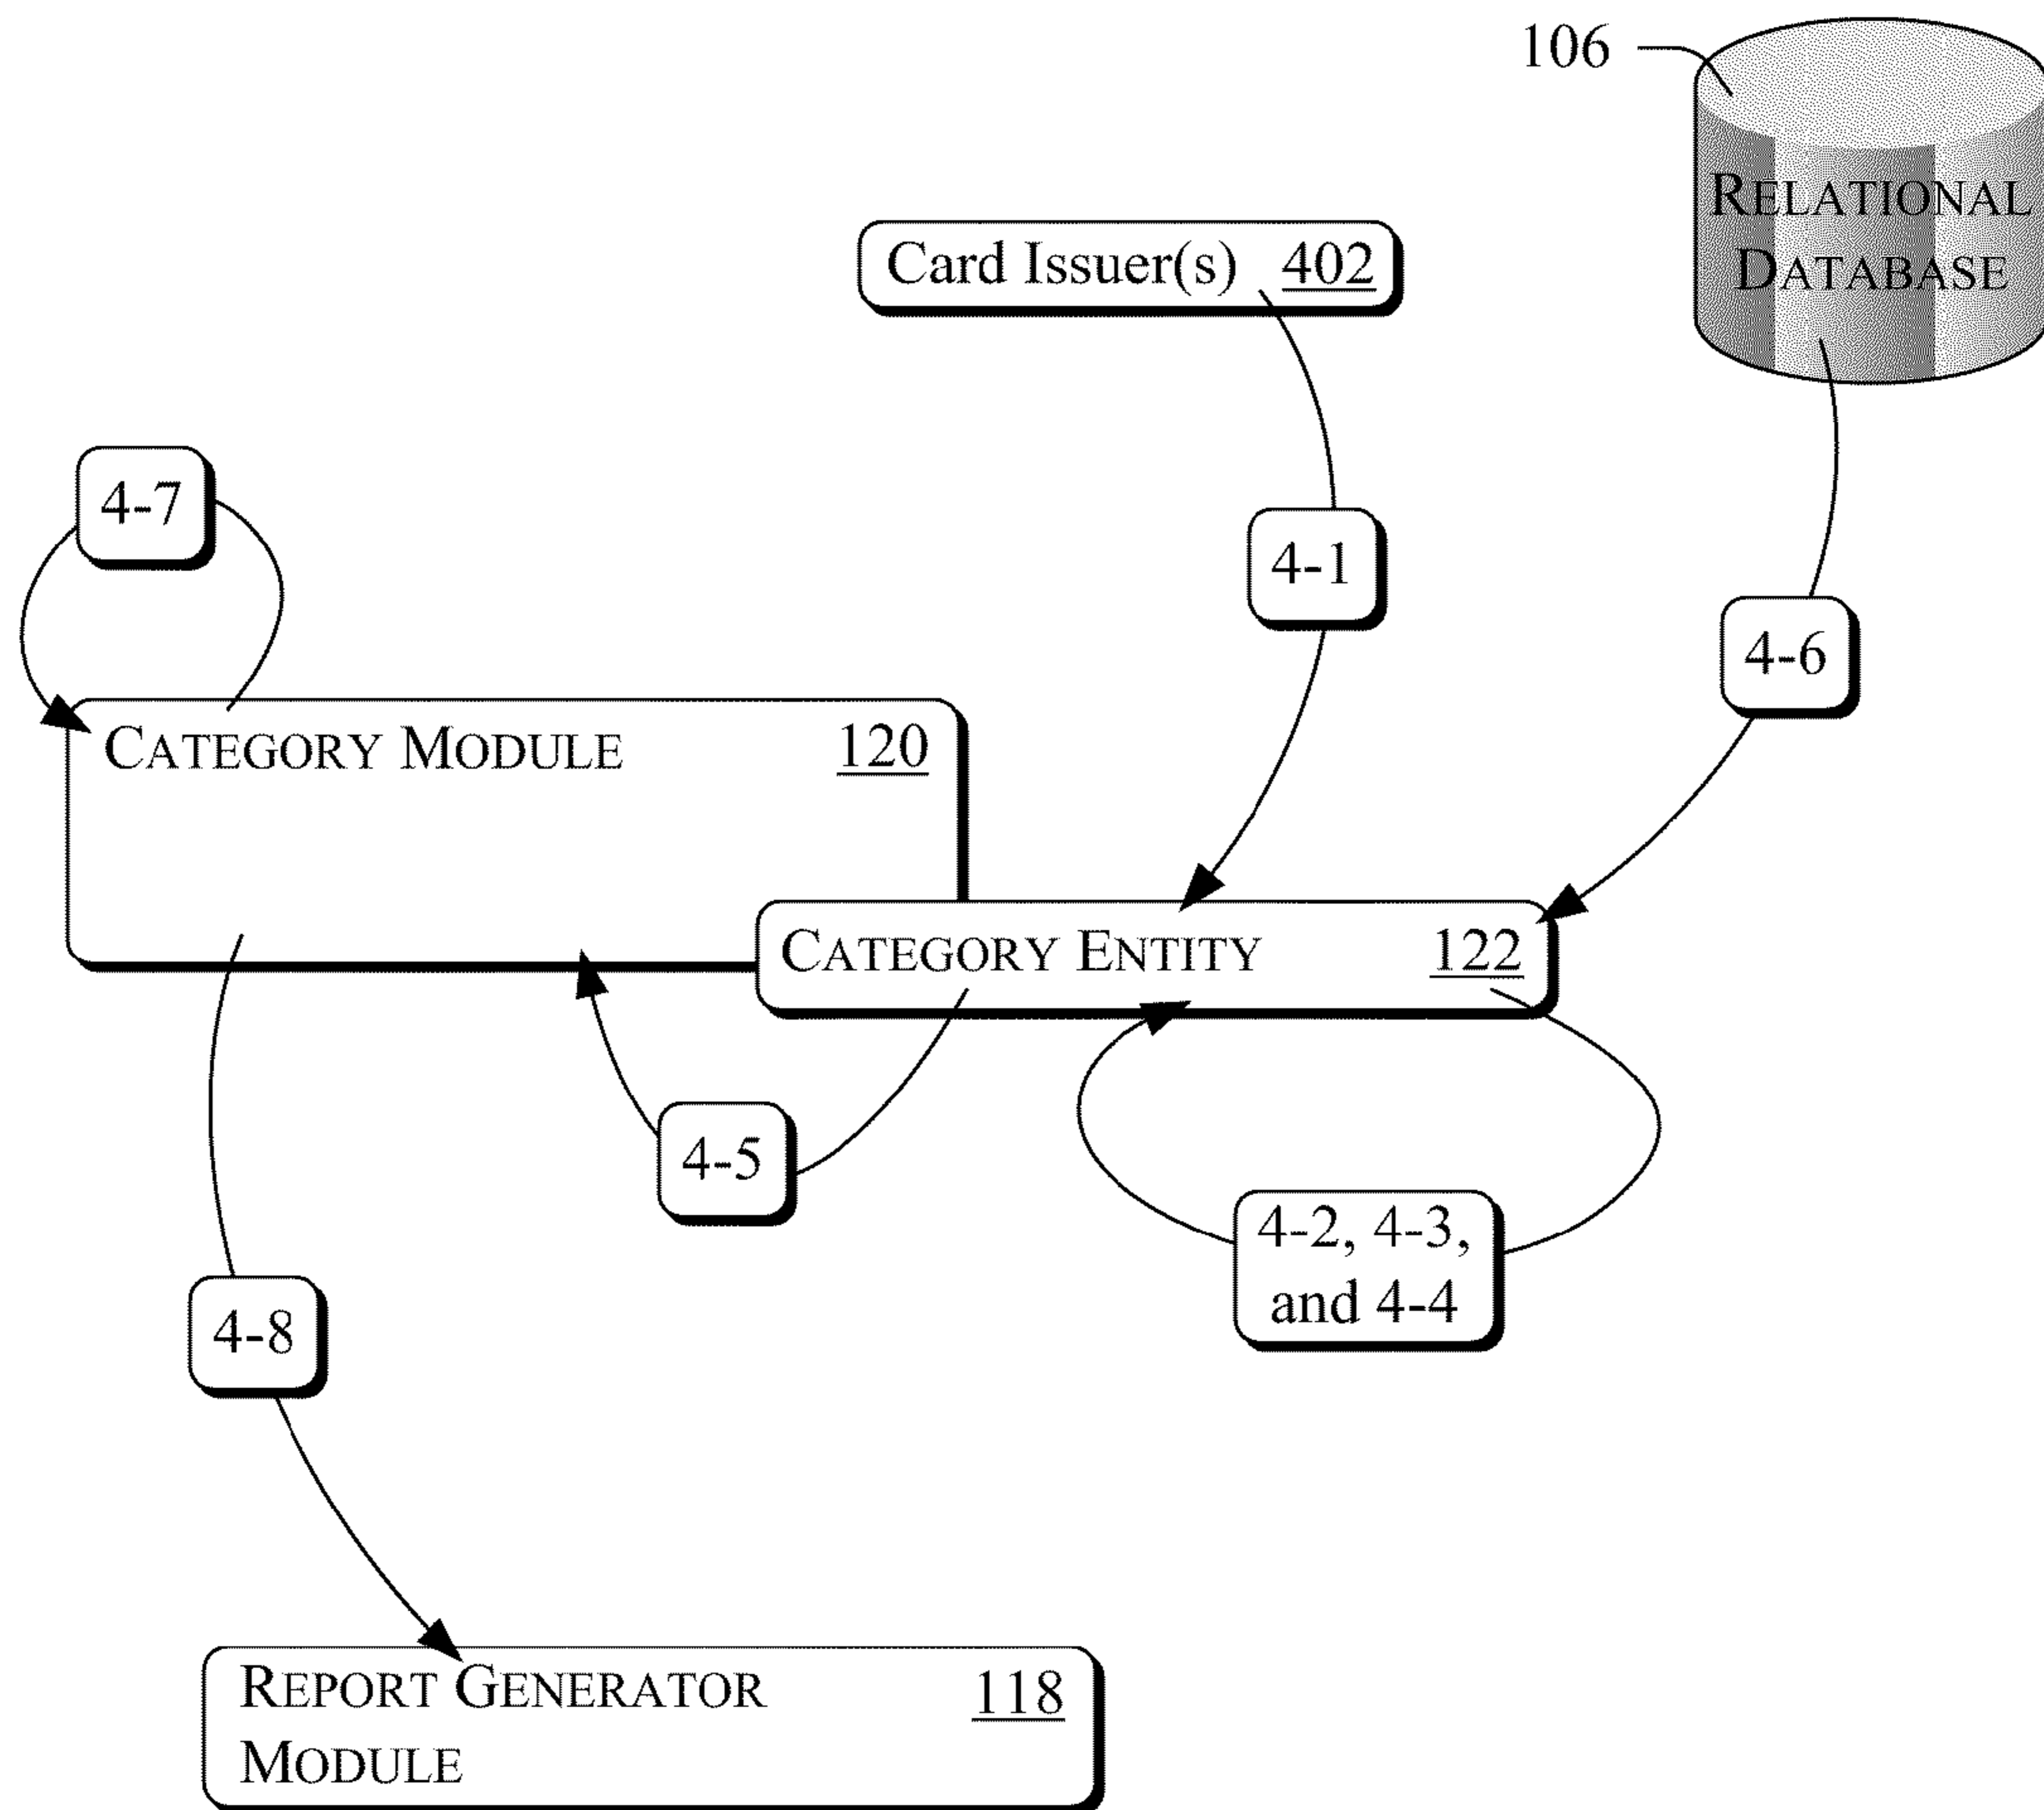 106
RELATIONAL
DATABASE
Card Issuer(s) 402
4-7
4-1
4-6
CATEGORY MODULE 120
CATEGORY ENTITY 122
4-5
4-2, 4-3,
and 4-4
4-8
REPORT GENERATOR 118
MODULE